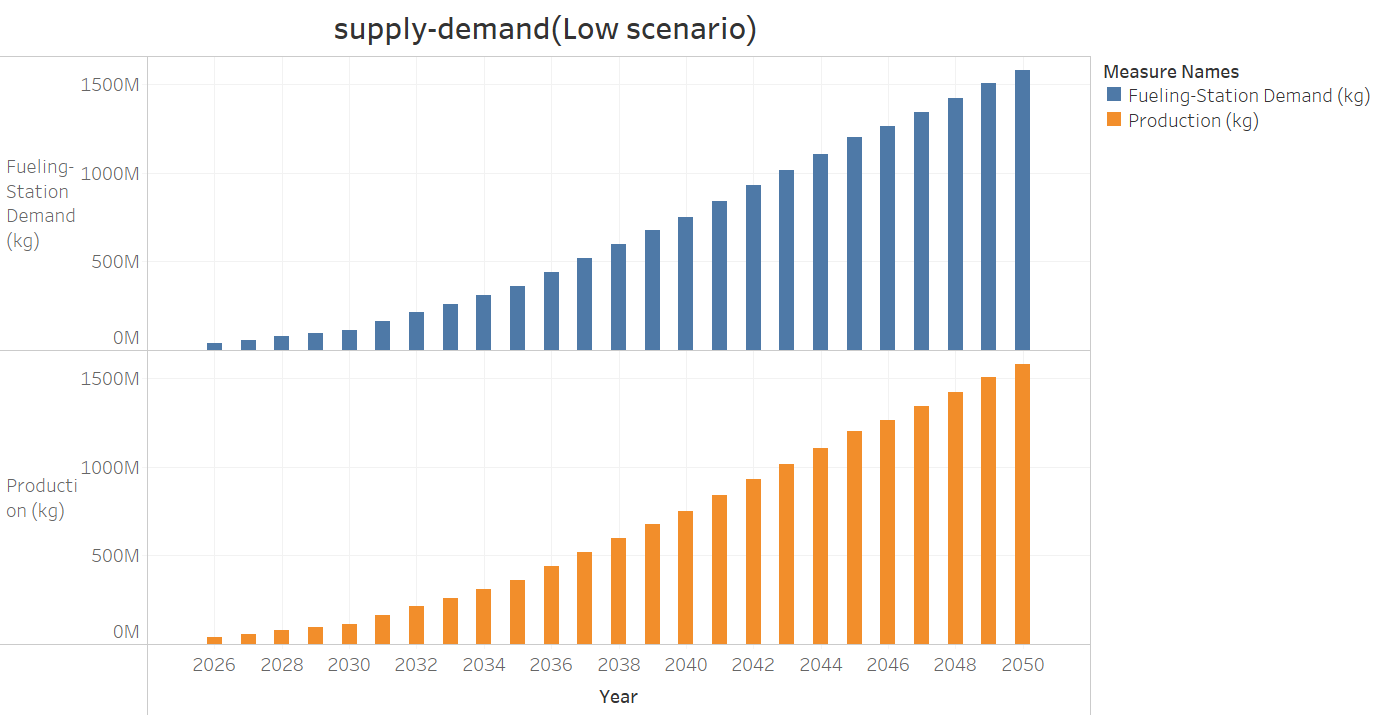 supply-demand(Low scenario)
Measure Names
Fueling-Station Demand (kg)
Production (kg)
1500M
1000M
500M
0M
Fueling-
Station
Demand
(kg)
1500M
1000M
500M
0M
Producti
on (kg)
2026 2028 2030 2032 2034 2036 2038 2040 2042 2044 2046 2048 2050
Year